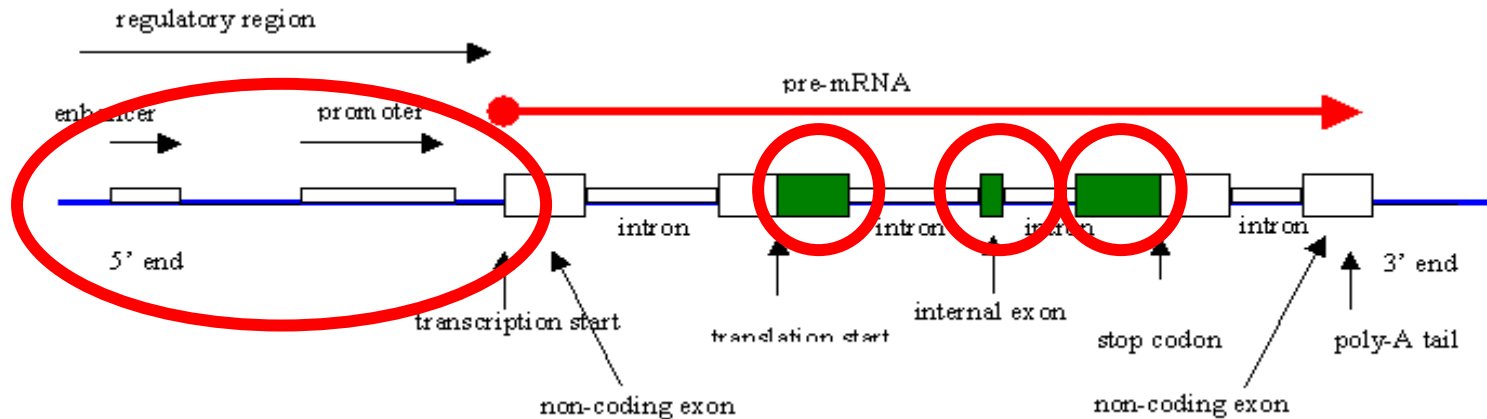 regulatory region
pre-mRNA
enhancer
promoter
intron
intron
intron
intron
5’ end
3’ end
transcription start
translation start
internal exon
stop codon
poly-A tail
non-coding exon
non-coding exon